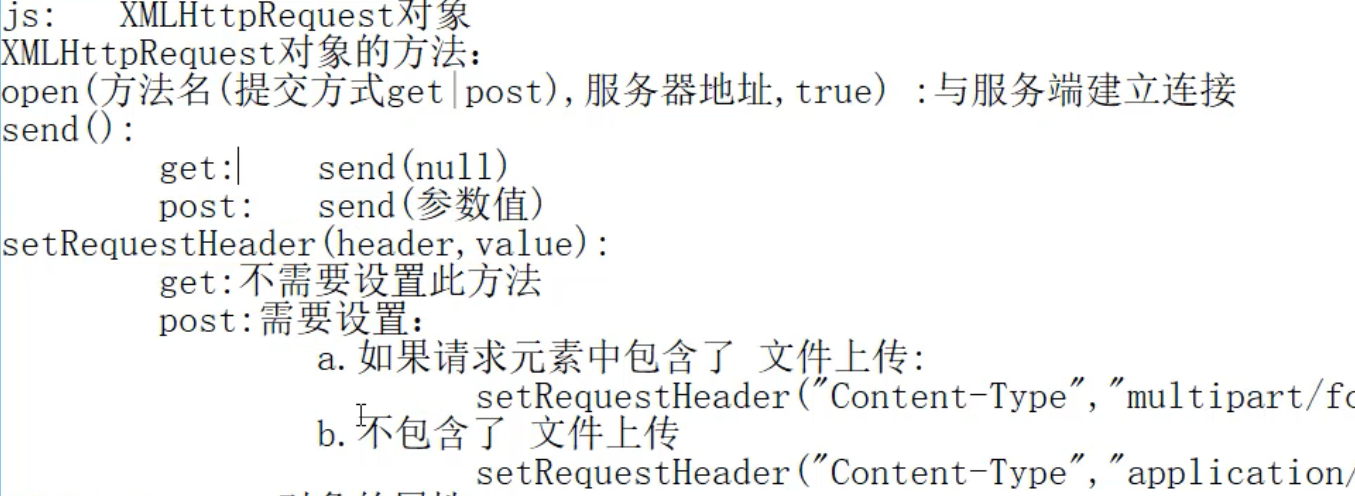 js: XMLHttpRequest对象
XMLHttpRequest对象的方法：
open(方法名(提交方式get|post),服务器地址,true) :与服务端建立连接
send():
get: send(null)
post: send(参数值)
setRequestHeader(header,value):
get:不需要设置此方法
post:需要设置：
a.如果请求元素中包含了 文件上传:
setRequestHeader("Content-Type","multipart/fo
b.不包含了 文件上传
setRequestHeader("Content-Type","application/
对象的属性